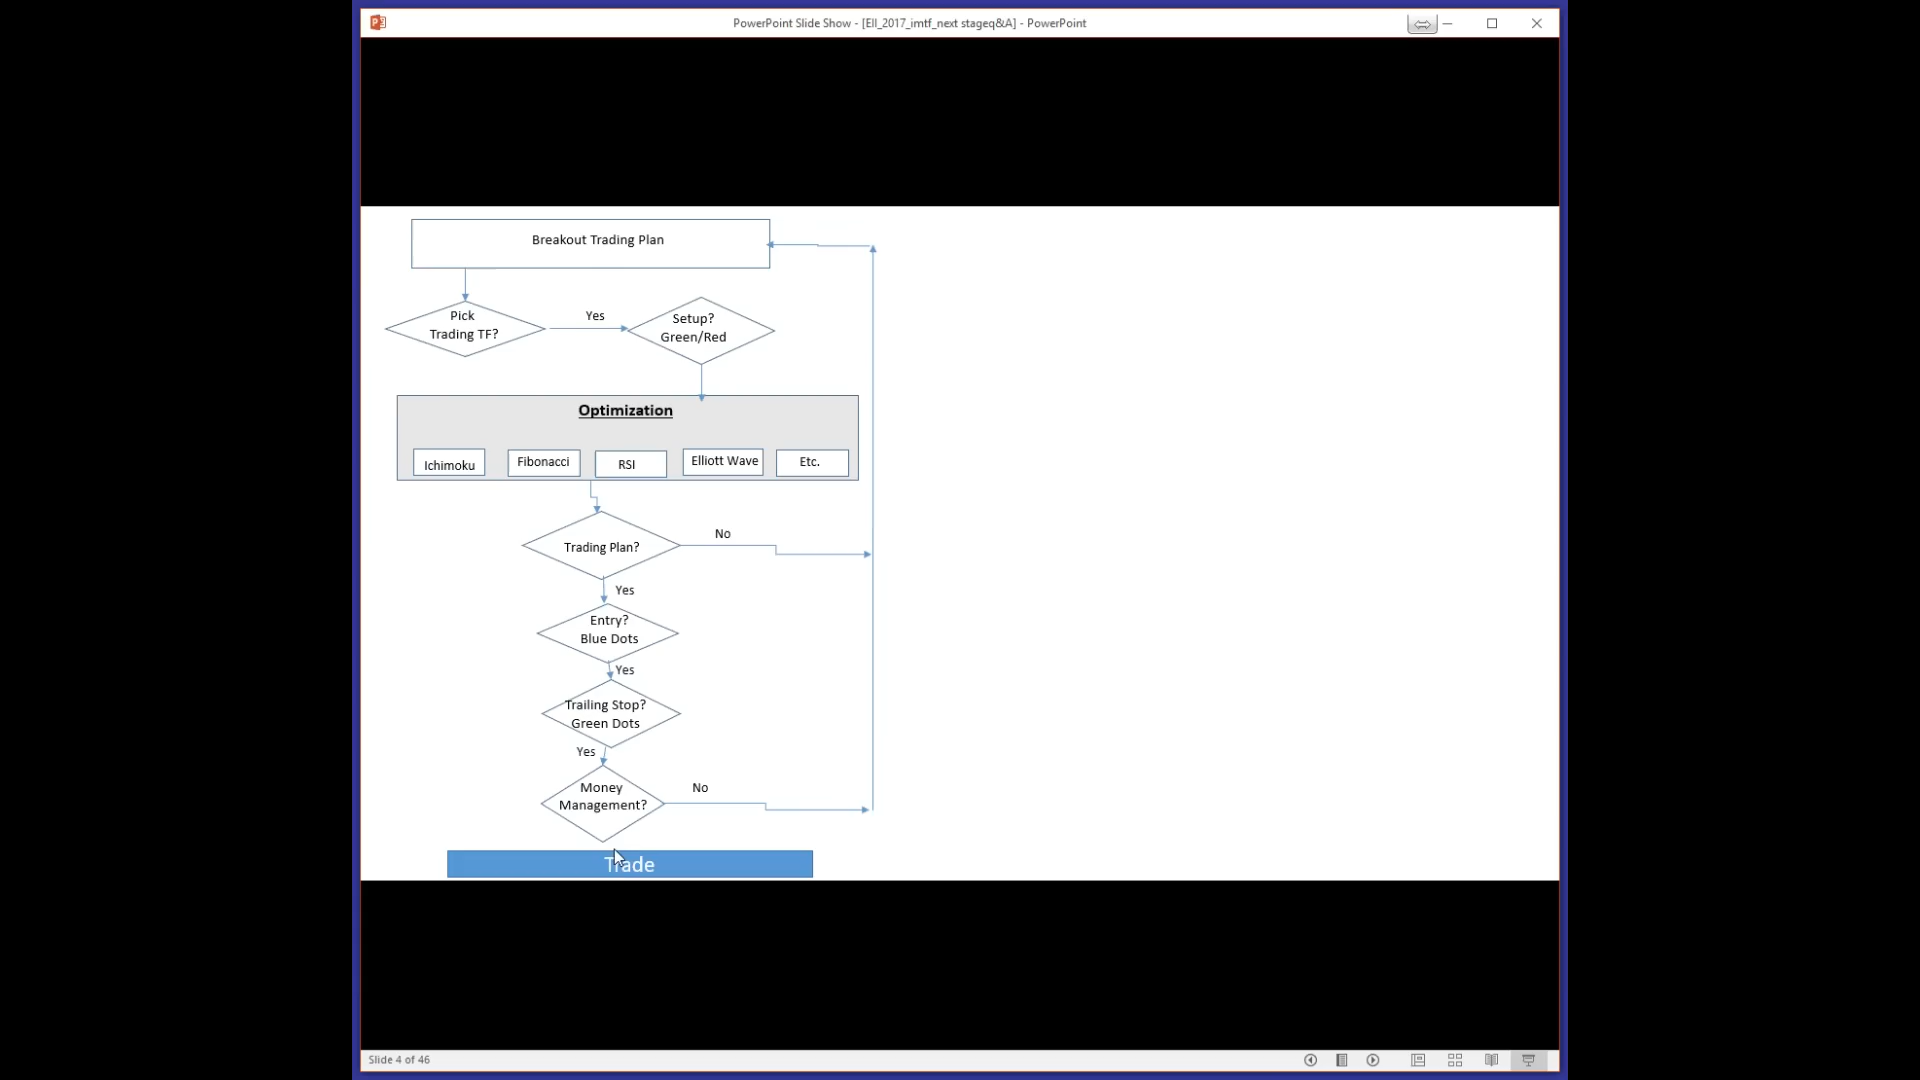 PowerPoint Slide Show - [Ell_2017_imtf_next stageq&A] - PowerPoint
Breakout Trading Plan
Pick
Trading TF?
Yes
Setup?
Green/Red
Optimization
Ichimoku
Fibonacci
RSI
Elliott Wave
Etc.
Trading Plan?
No
Yes
Entry?
Blue Dots
Yes
Trailing Stop?
Green Dots
Yes
Money
Management?
No
Trade
Slide 4 of 46